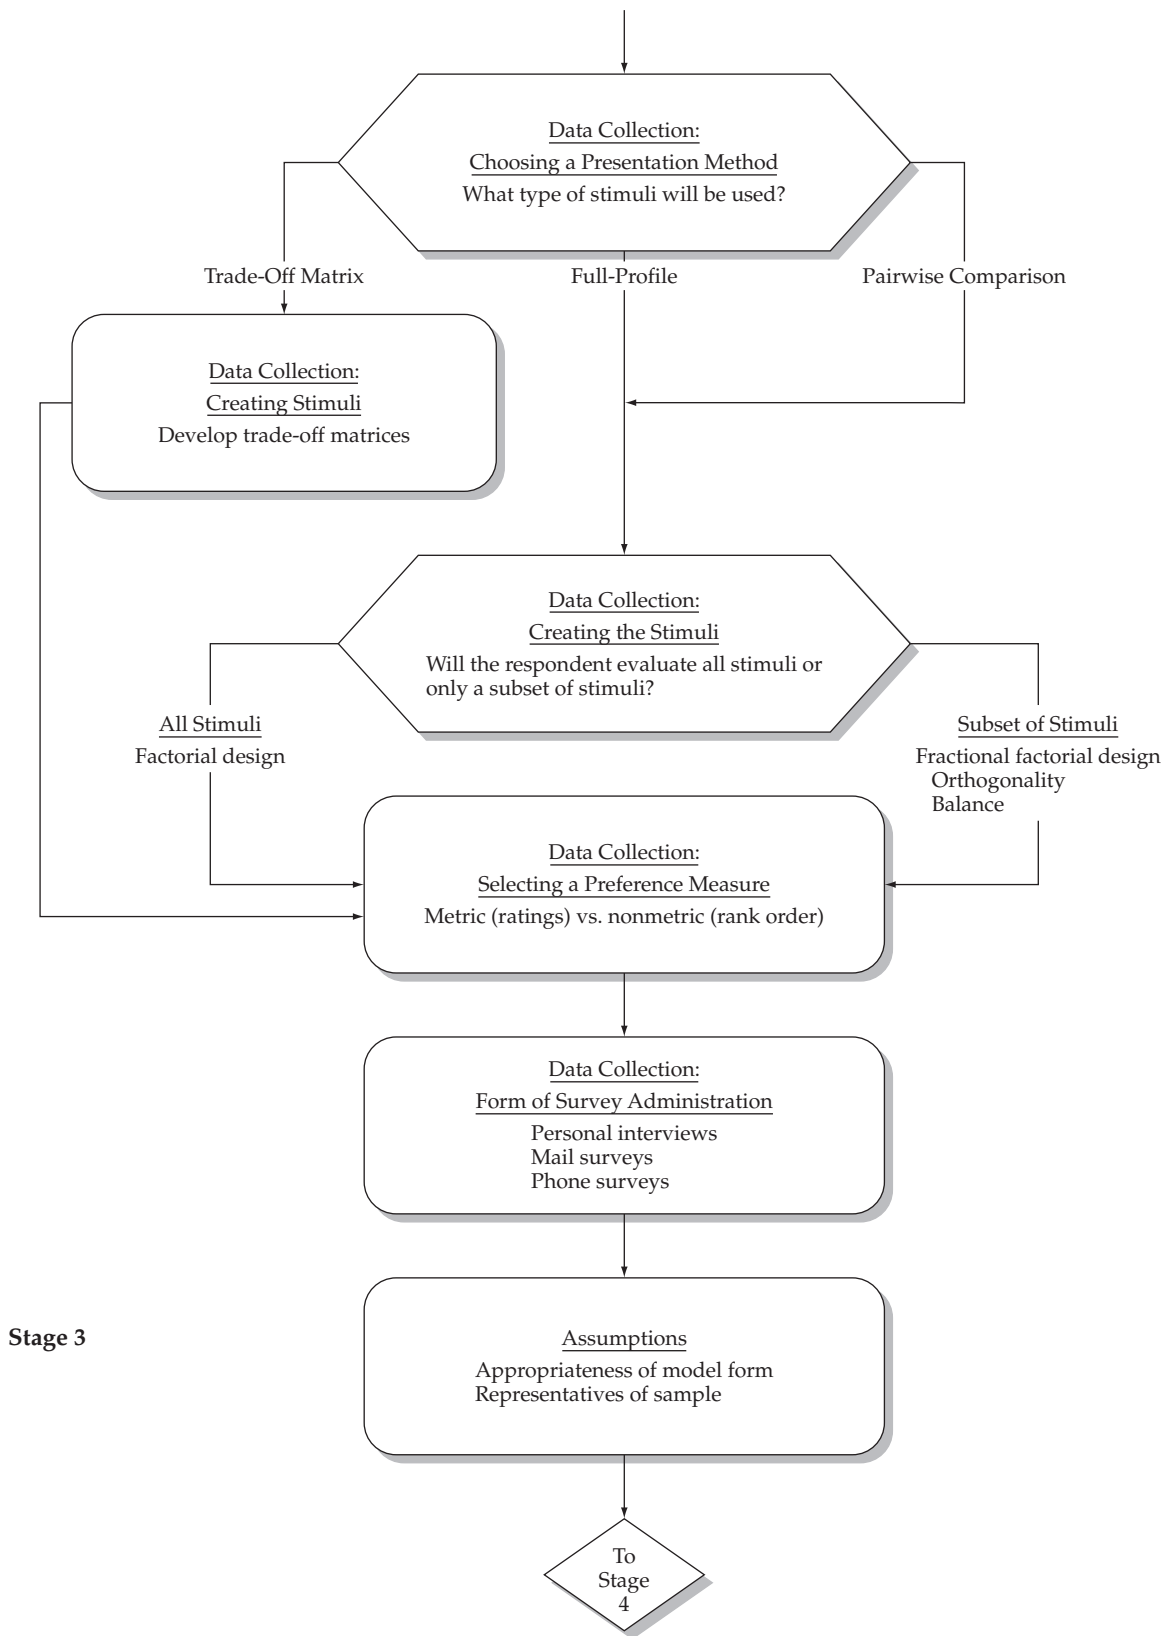 Data Collection:
Choosing a Presentation Method
What type of stimuli will be used?
Trade-Off Matrix
Full-Profile
Pairwise Comparison
Data Collection:
Creating Stimuli
Develop trade-off matrices
Data Collection:
Creating the Stimuli
Will the respondent evaluate all stimuli or
only a subset of stimuli?
All Stimuli
Factorial design
Subset of Stimuli
Fractional factorial design
Orthogonality
Balance
Data Collection:
Selecting a Preference Measure
Metric (ratings) vs. nonmetric (rank order)
Data Collection:
Form of Survey Administration
Personal interviews
Mail surveys
Phone surveys
Stage 3
Assumptions
Appropriateness of model form
Representatives of sample
To
Stage
4